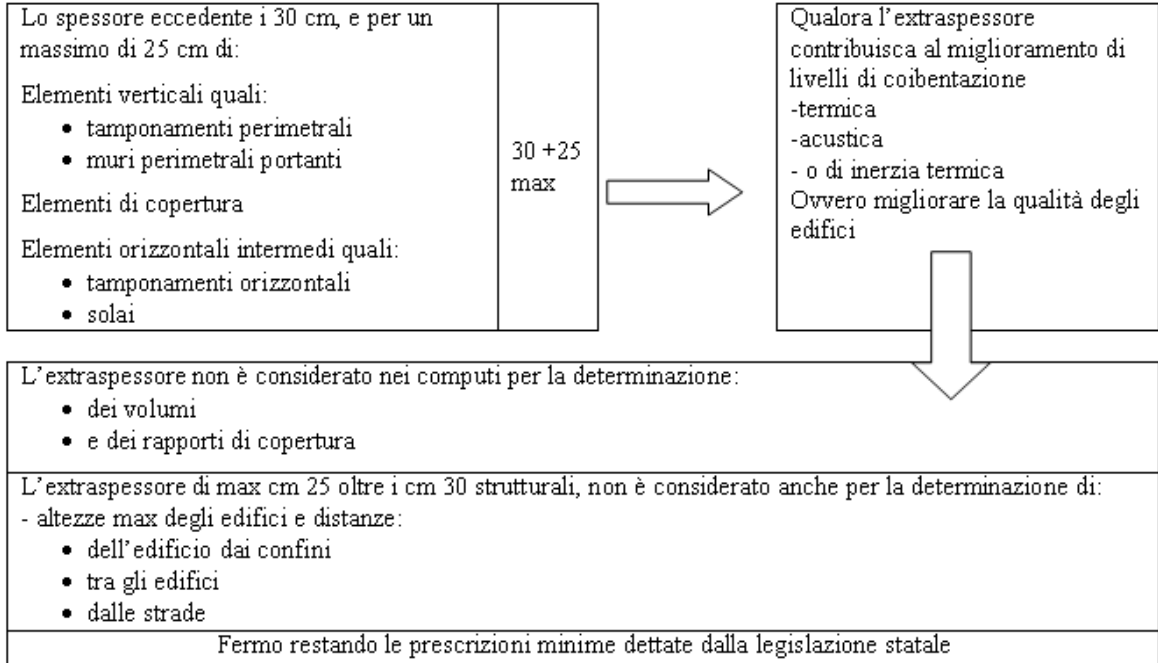 Lo spessore eccedente i 30 cm, e per un
massimo di 25 cm di:
Elementi verticali quali:
• tamponamenti perimetrali
• muri perimetrali portanti
Elementi di copertura
Elementi orizzontali intermedi quali:
• tamponamenti orizzontali
• solai
30 +25
max
Qualora l'extraspessore
contribuisca al miglioramento di
livelli di coibentazione
-termica
-acustica
- o di inerzia termica
Ovvero migliorare la qualità degli
edifici
L'extraspessore non è considerato nei computi per la determinazione:
• dei volumi
• e dei rapporti di copertura
L'extraspessore di max cm 25 oltre i cm 30 strutturali, non è considerato anche per la determinazione di:
- altezze max degli edifici e distanze:
• dell'edificio dai confini
• tra gli edifici
• dalle strade
Fermo restando le prescrizioni minime dettate dalla legislazione statale